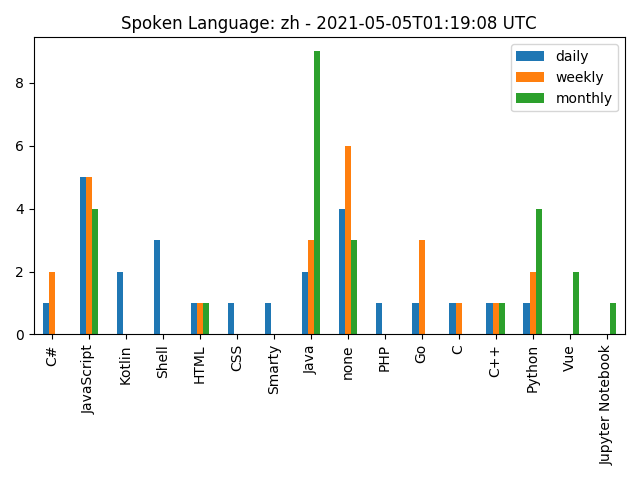 Spoken Language: zh - 2021-05-05T01:19:08 UTC
daily
weekly
monthly
8
6
4
2
0
C#
JavaScript
Kotlin
Shell
HTML
CSS
Smarty
Java
none
PHP
Go
C
C++
Python
Vue
Jupyter Notebook